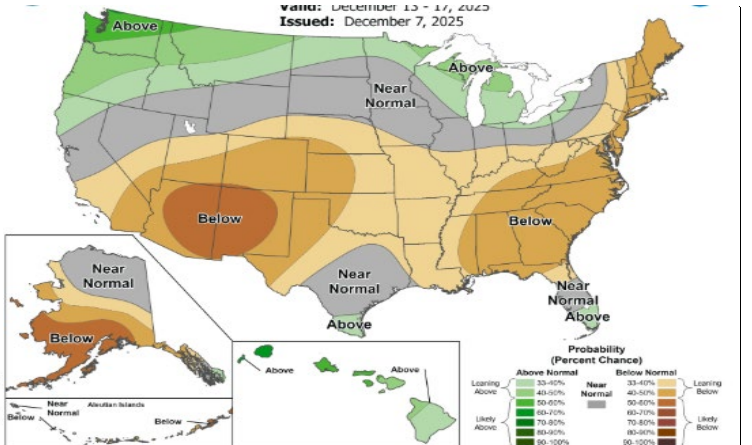 Valid: December 13 - 17, 2025
Issued: December 7, 2025
Above
Near
Normal
Above
Below
Below
Near
Normal
Above
Near
Normal
Above
Near
Normal
Below
Near
Normal
Below
Aleutian Islands
Below
Above
Above
Probability
(Percent Chance)
Above Normal
Below Normal
Leaning
Above
33-40%
40-50%
50-60%
60-70%
70-80%
80-90%
90-100%
Likely
Above
Near
Normal
33-40%
40-50%
50-60%
60-70%
70-80%
80-90%
90-100%
Leaning
Below
Likely
Below